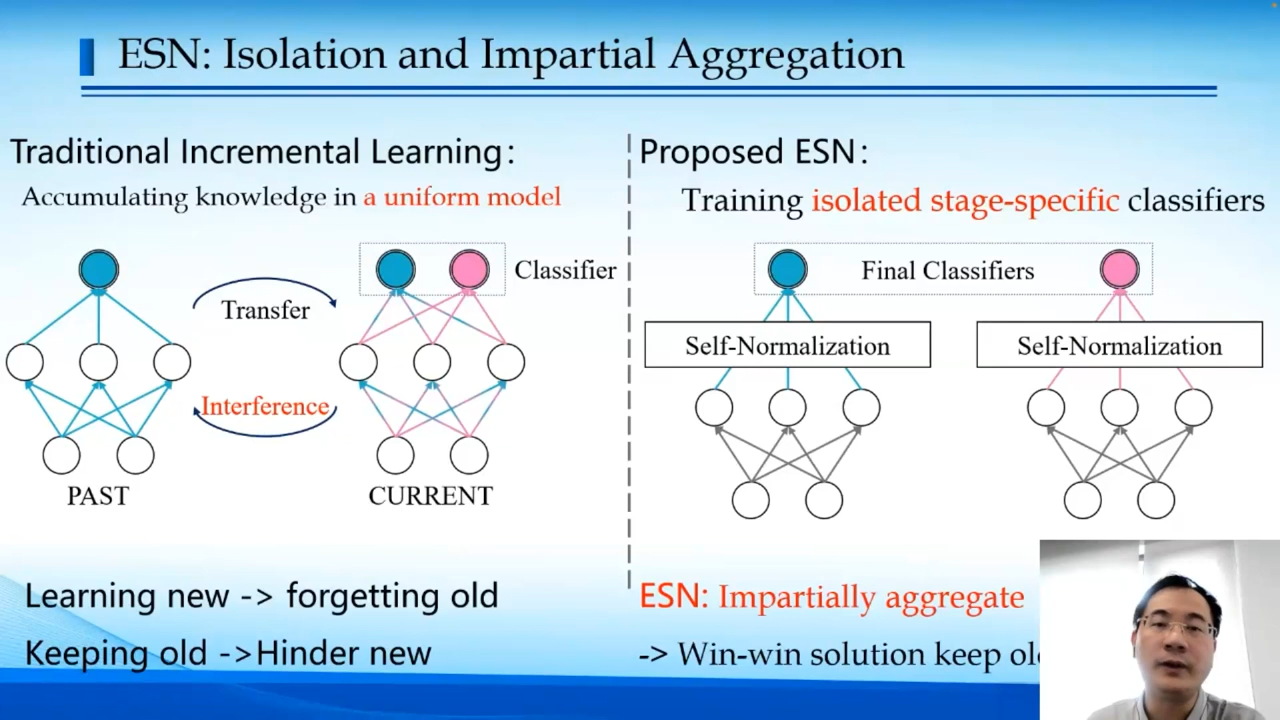 ESN: Isolation and Impartial Aggregation
Traditional Incremental Learning:
Accumulating knowledge in a uniform model
Transfer
Classifier
Interference
PAST
CURRENT
Learning new -> forgetting old
Keeping old ->Hinder new
Proposed ESN:
Training isolated stage-specific classifiers
Final Classifiers
Self-Normalization
Self-Normalization
ESN: Impartially aggregate
-> Win-win solution keep